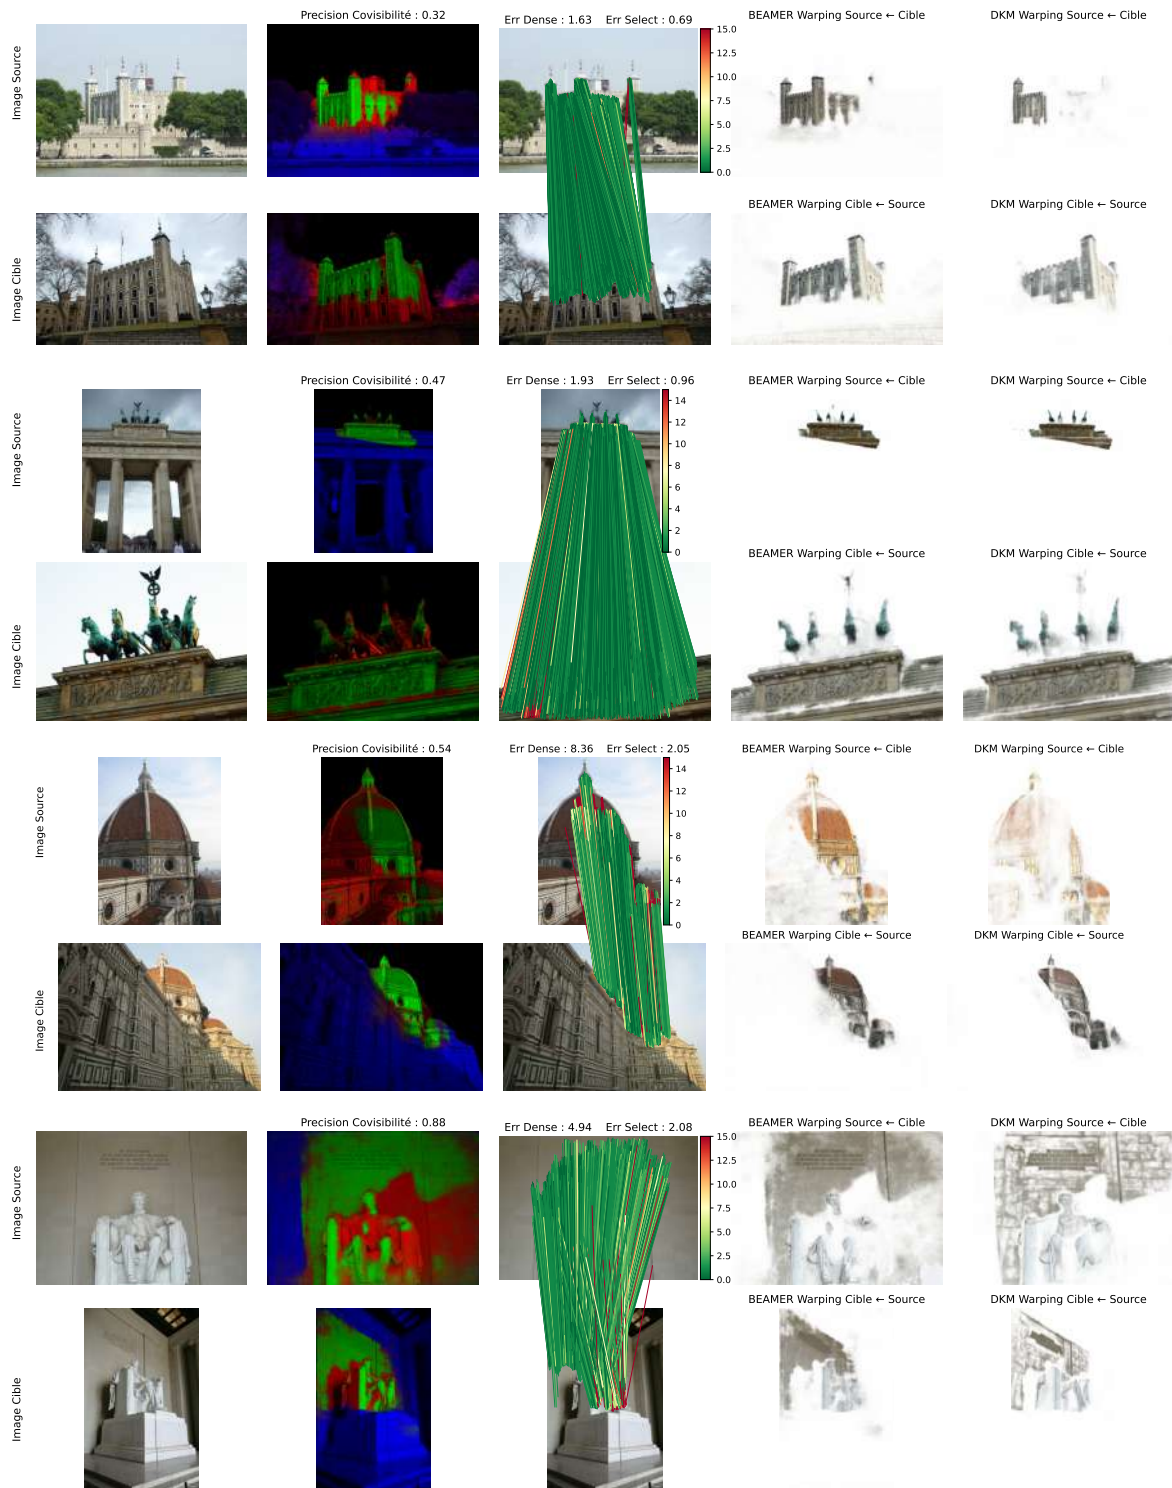 Precision Covisibilité : 0.32
Err Dense : 1.63 Err Select : 0.69
BEAMER Warping Source ← Cible
DKM Warping Source ← Cible
Image Source
15.0
12.5
10.0
7.5
5.0
2.5
0.0
BEAMER Warping Cible ← Source
DKM Warping Cible ← Source
Image Cible
Precision Covisibilité : 0.47
Err Dense : 1.93 Err Select : 0.96
BEAMER Warping Source ← Cible
DKM Warping Source ← Cible
Image Source
14
12
10
8
6
4
2
0
BEAMER Warping Cible ← Source
DKM Warping Cible ← Source
Image Cible
Precision Covisibilité : 0.54
Err Dense : 8.36 Err Select : 2.05
BEAMER Warping Source ← Cible
DKM Warping Source ← Cible
Image Source
14
12
10
8
6
4
2
0
BEAMER Warping Cible ← Source
DKM Warping Cible ← Source
Image Cible
Precision Covisibilité : 0.88
Err Dense : 4.94 Err Select : 2.08
BEAMER Warping Source ← Cible
DKM Warping Source ← Cible
Image Source
15.0
12.5
10.0
7.5
5.0
2.5
0.0
BEAMER Warping Cible ← Source
DKM Warping Cible ← Source
Image Cible